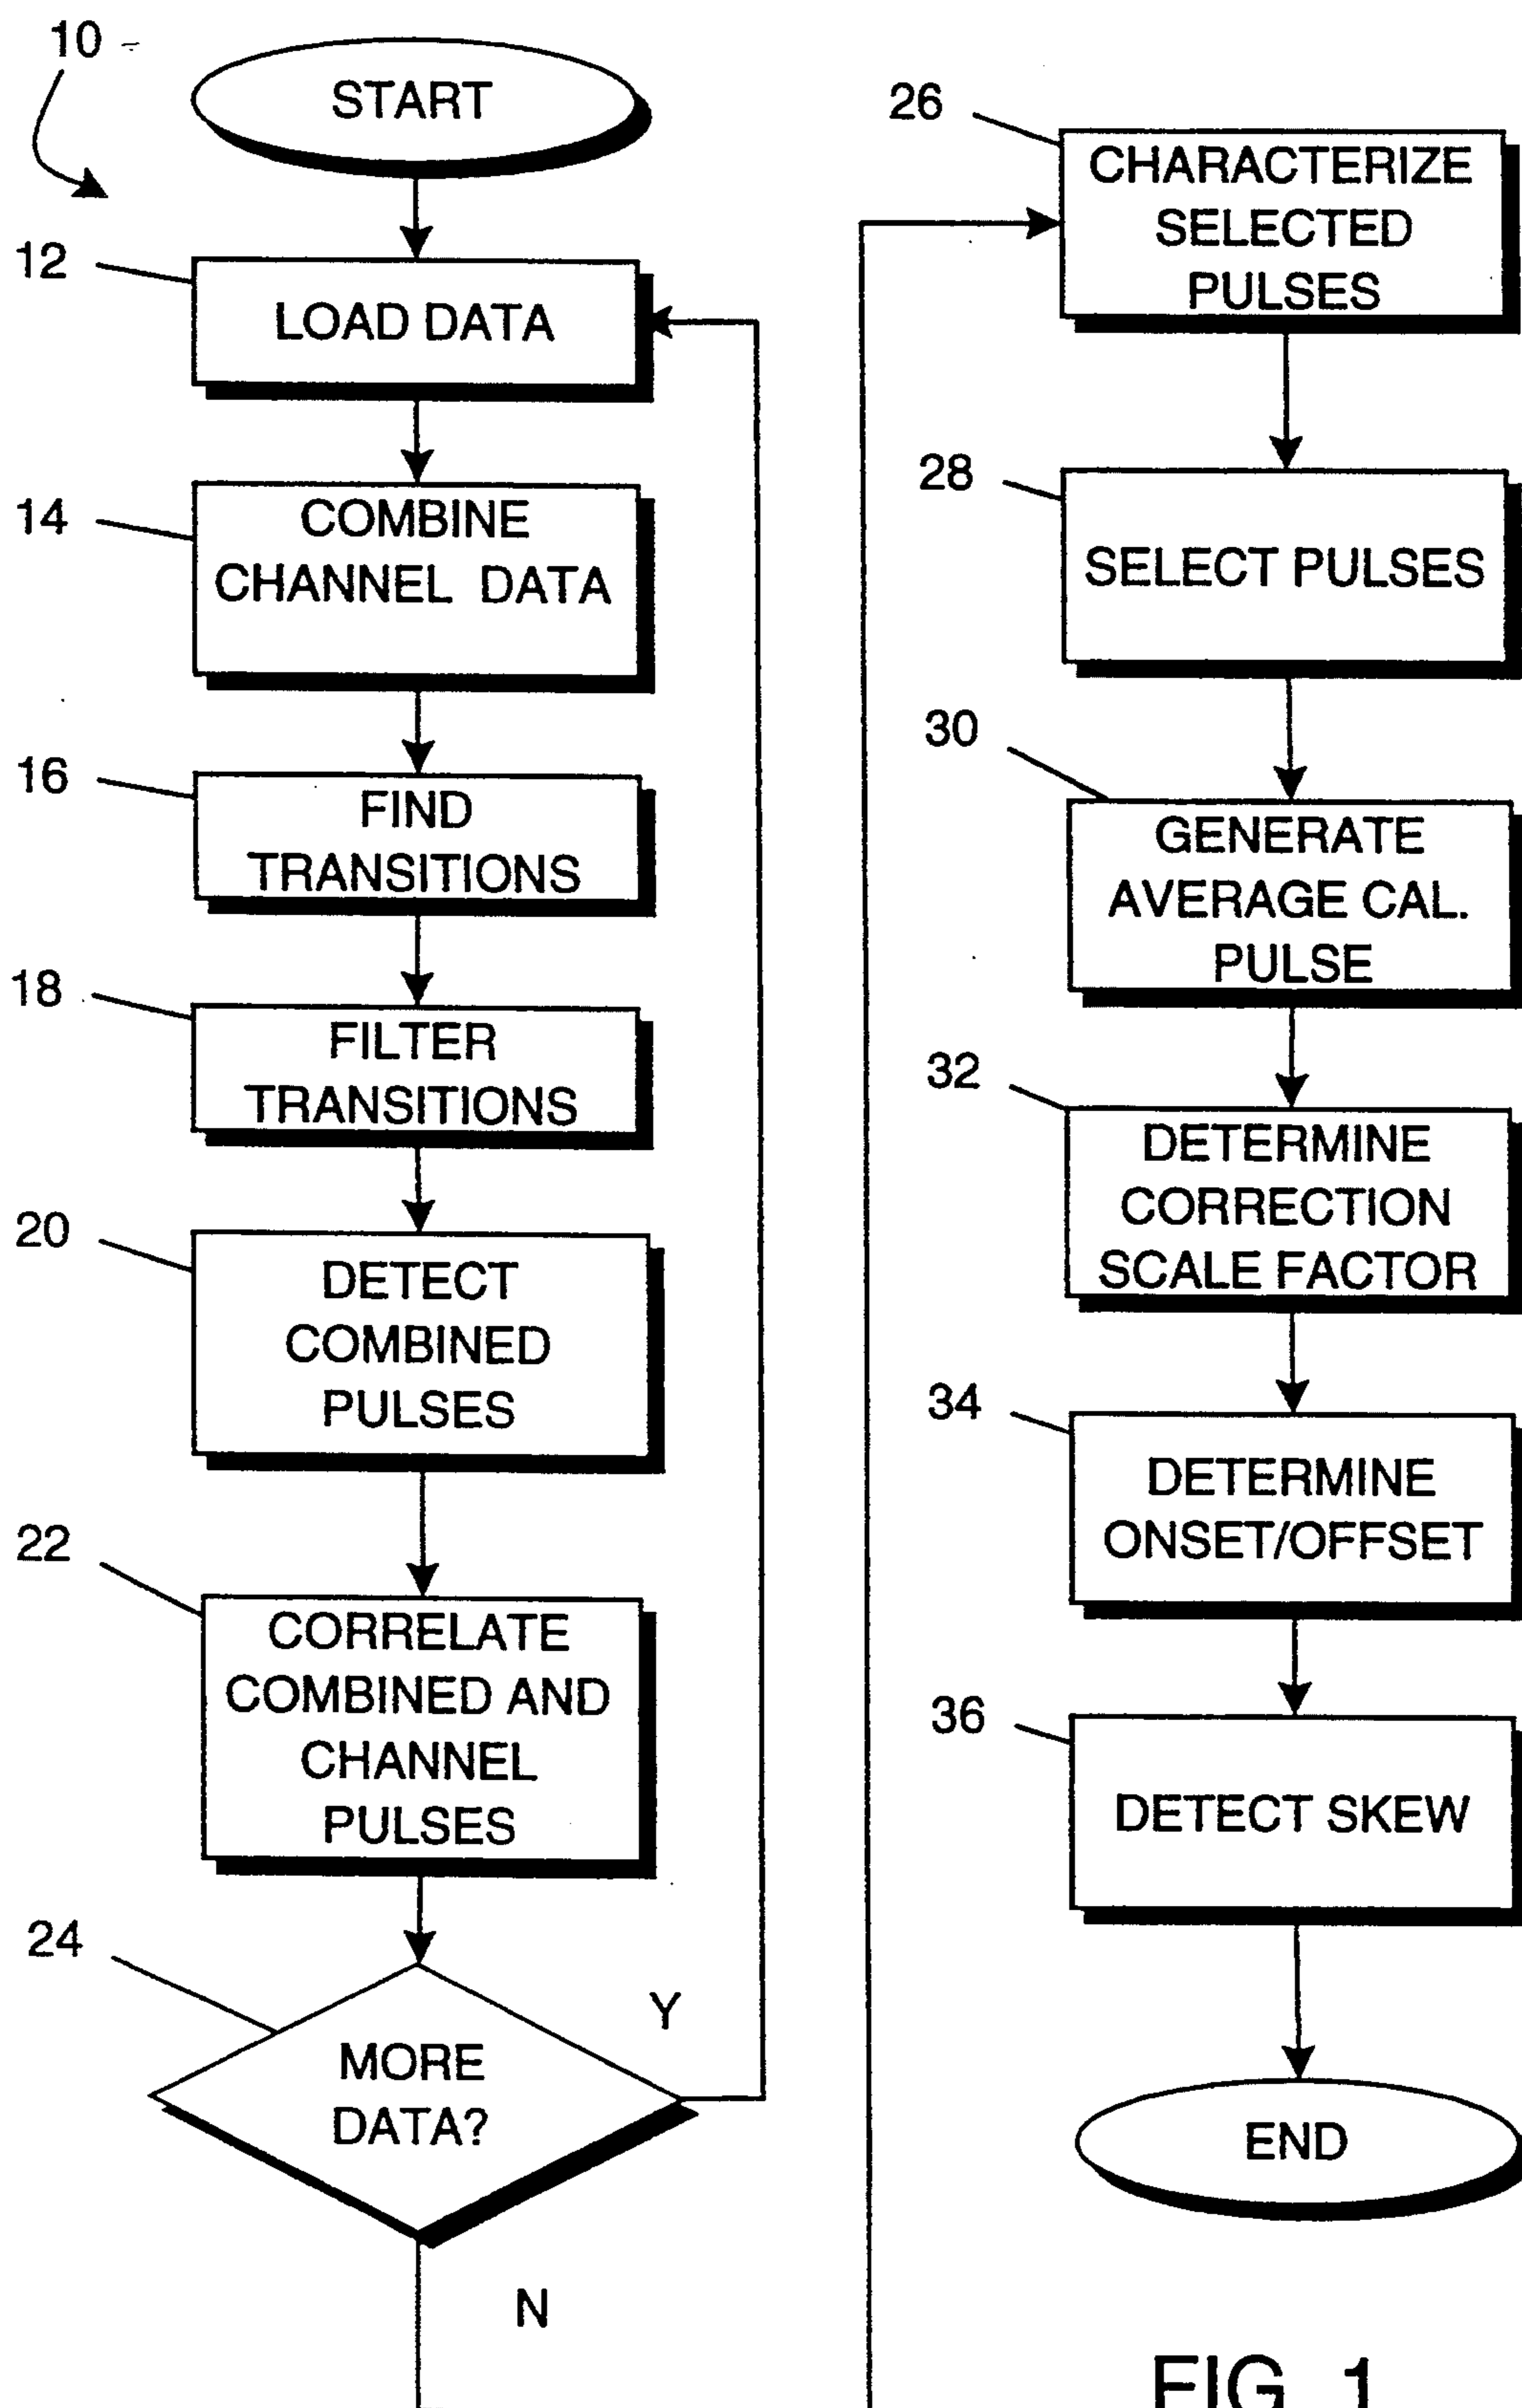 10
START
12
LOAD DATA
14
COMBINE
CHANNEL DATA
16
FIND
TRANSITIONS
18
FILTER
TRANSITIONS
20
DETECT
COMBINED
PULSES
22
CORRELATE
COMBINED AND
CHANNEL
PULSES
24
MORE
DATA?
Y
N
26
CHARACTERIZE
SELECTED
PULSES
28
SELECT PULSES
30
GENERATE
AVERAGE CAL.
PULSE
32
DETERMINE
CORRECTION
SCALE FACTOR
34
DETERMINE
ONSET/OFFSET
36
DETECT SKEW
END
FIG. 1